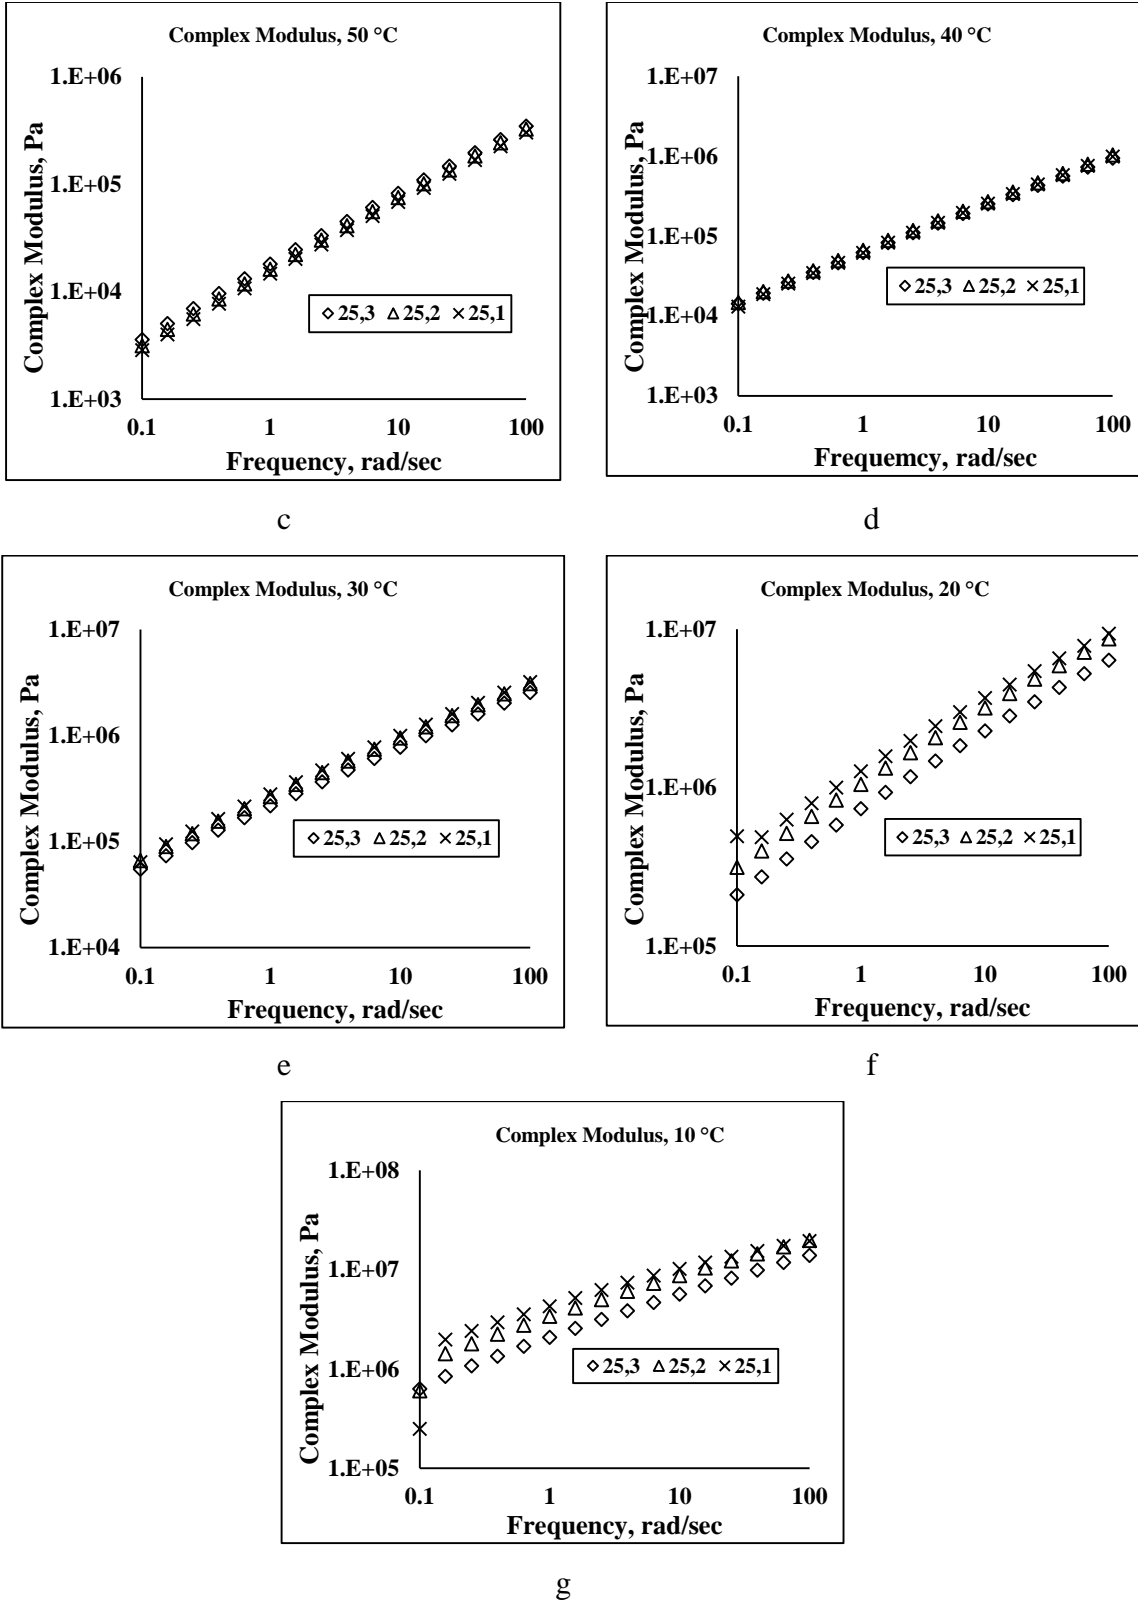 Complex Modulus, 50 °C
1.E+06
1.E+05
1.E+04
1.E+03
Complex Modulus, Pa
25,3 25,2 25,1
0.1 1 10 100
Frequency, rad/sec
c
Complex Modulus, 40 °C
1.E+07
1.E+06
1.E+05
1.E+04
1.E+03
Complex Modulus, Pa
25,3 25,2 25,1
0.1 1 10 100
Frequemcy, rad/sec
d
Complex Modulus, 30 °C
1.E+07
1.E+06
1.E+05
1.E+04
Complex Modulus, Pa
25,3 25,2 25,1
0.1 1 10 100
Frequency, rad/sec
e
Complex Modulus, 20 °C
1.E+07
1.E+06
1.E+05
Complex Modulus, Pa
25,3 25,2 25,1
0.1 1 10 100
Frequency, rad/sec
f
Complex Modulus, 10 °C
1.E+08
1.E+07
1.E+06
1.E+05
Complex Modulus, Pa
25,3 25,2 25,1
0.1 1 10 100
Frequency, rad/sec
g